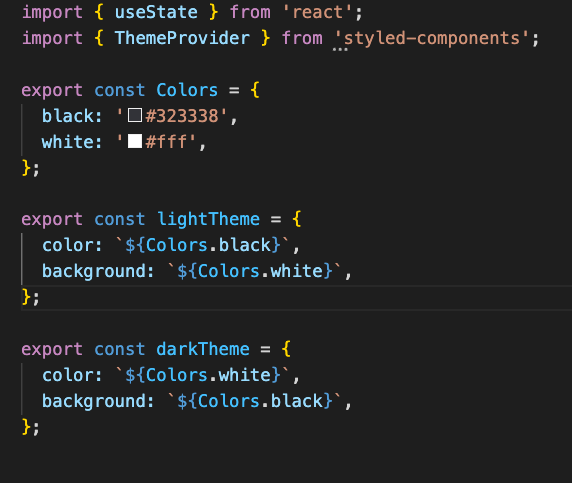 import { useState } from 'react';
import { ThemeProvider } from 'styled-components';
export const Colors = {
black: '#323338',
white: '#fff',
};
export const lightTheme = {
color: `${Colors.black}`,
background: `${Colors.white}`,
};
export const darkTheme = {
color: `${Colors.white}`,
background: `${Colors.black}`,
};